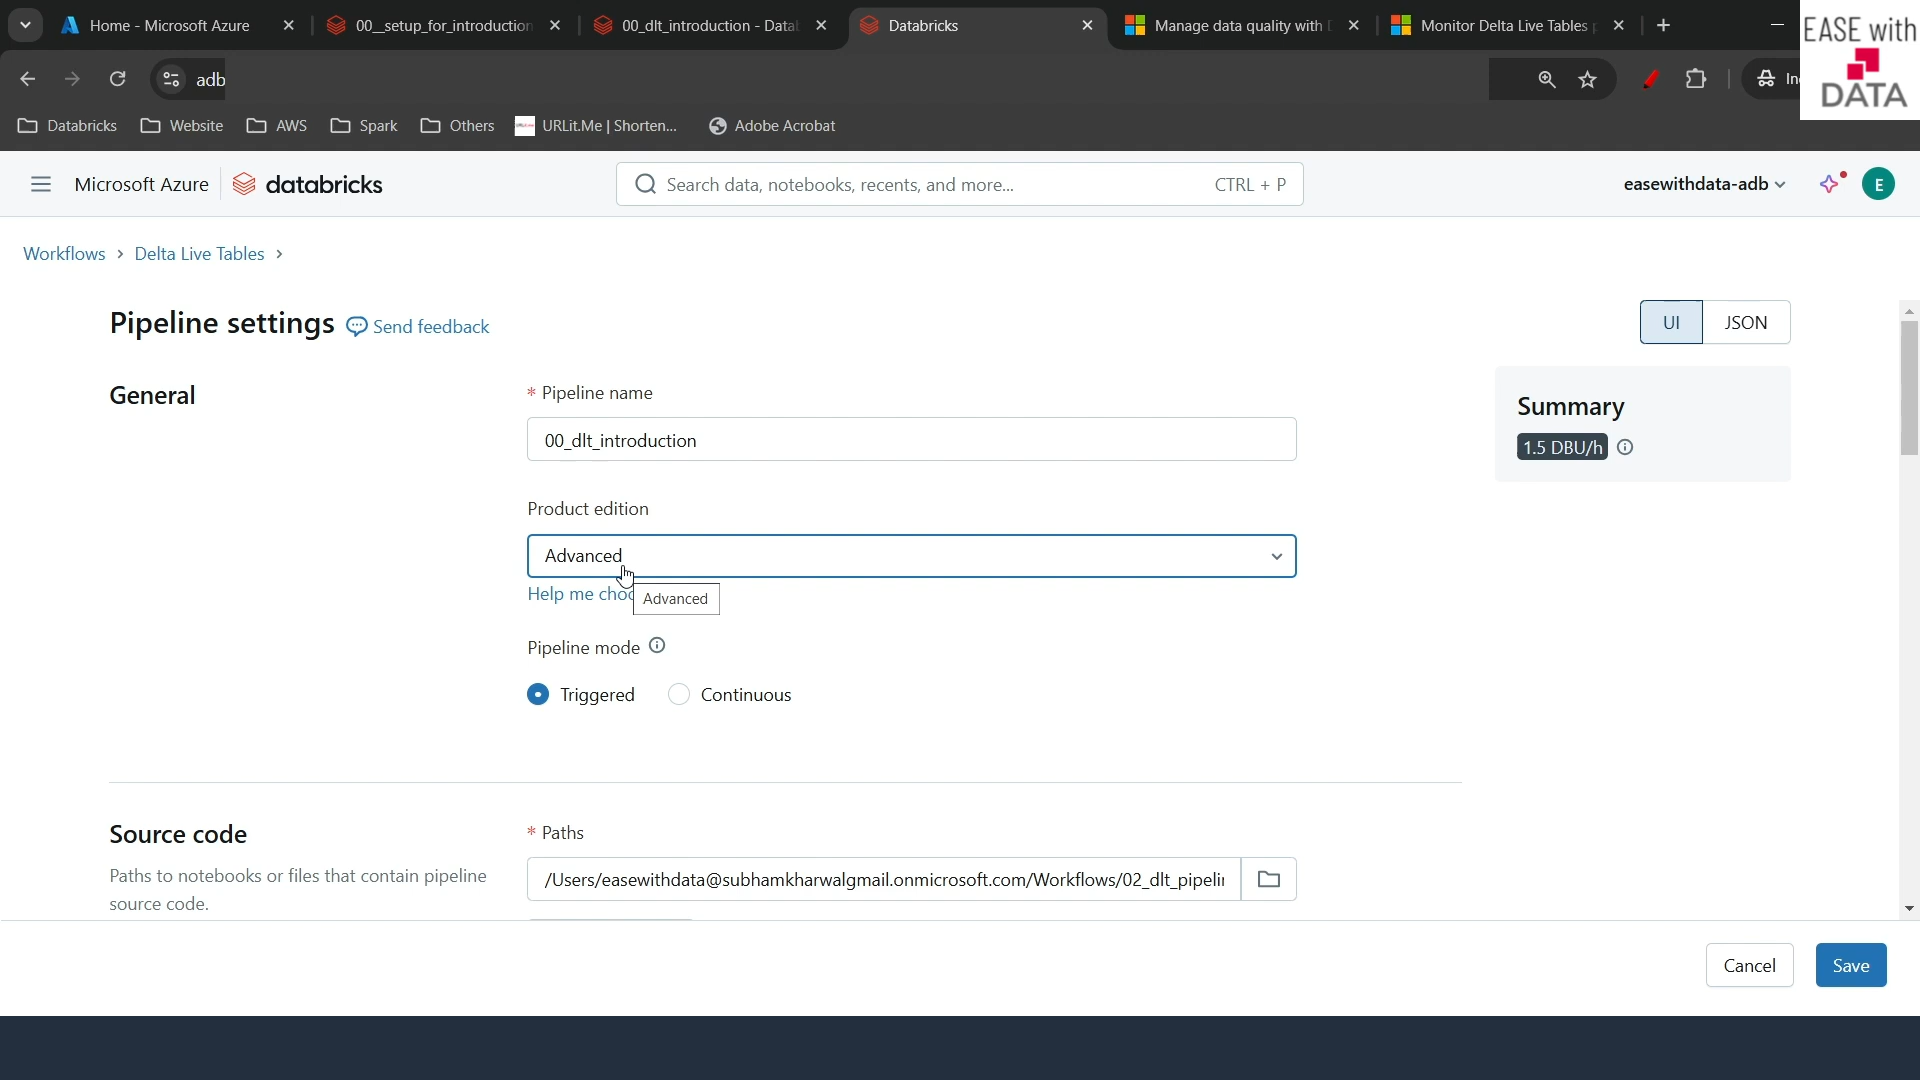 Home - Microsoft Azure
00__setup_for_introduction
00_dlt_introduction - Data
Databricks
Manage data quality with
Monitor Delta Live Tables
EASE with
DATA
adb
Databricks
Website
AWS
Spark
Others
URLit.Me | Shorten...
Adobe Acrobat
Microsoft Azure
databricks
Search data, notebooks, recents, and more...
CTRL + P
easewithdata-adb
E
Workflows > Delta Live Tables >
Pipeline settings
Send feedback
UI
JSON
General
* Pipeline name
00_dlt_introduction
Summary
1.5 DBU/h
Product edition
Advanced
Help me
Advanced
Pipeline mode
Triggered
Continuous
Source code
* Paths
Paths to notebooks or files that contain pipeline
source code.
/Users/easewithdata@subhamkharwalgmail.onmicrosoft.com/Workflows/02_dlt_pipelin
Cancel
Save